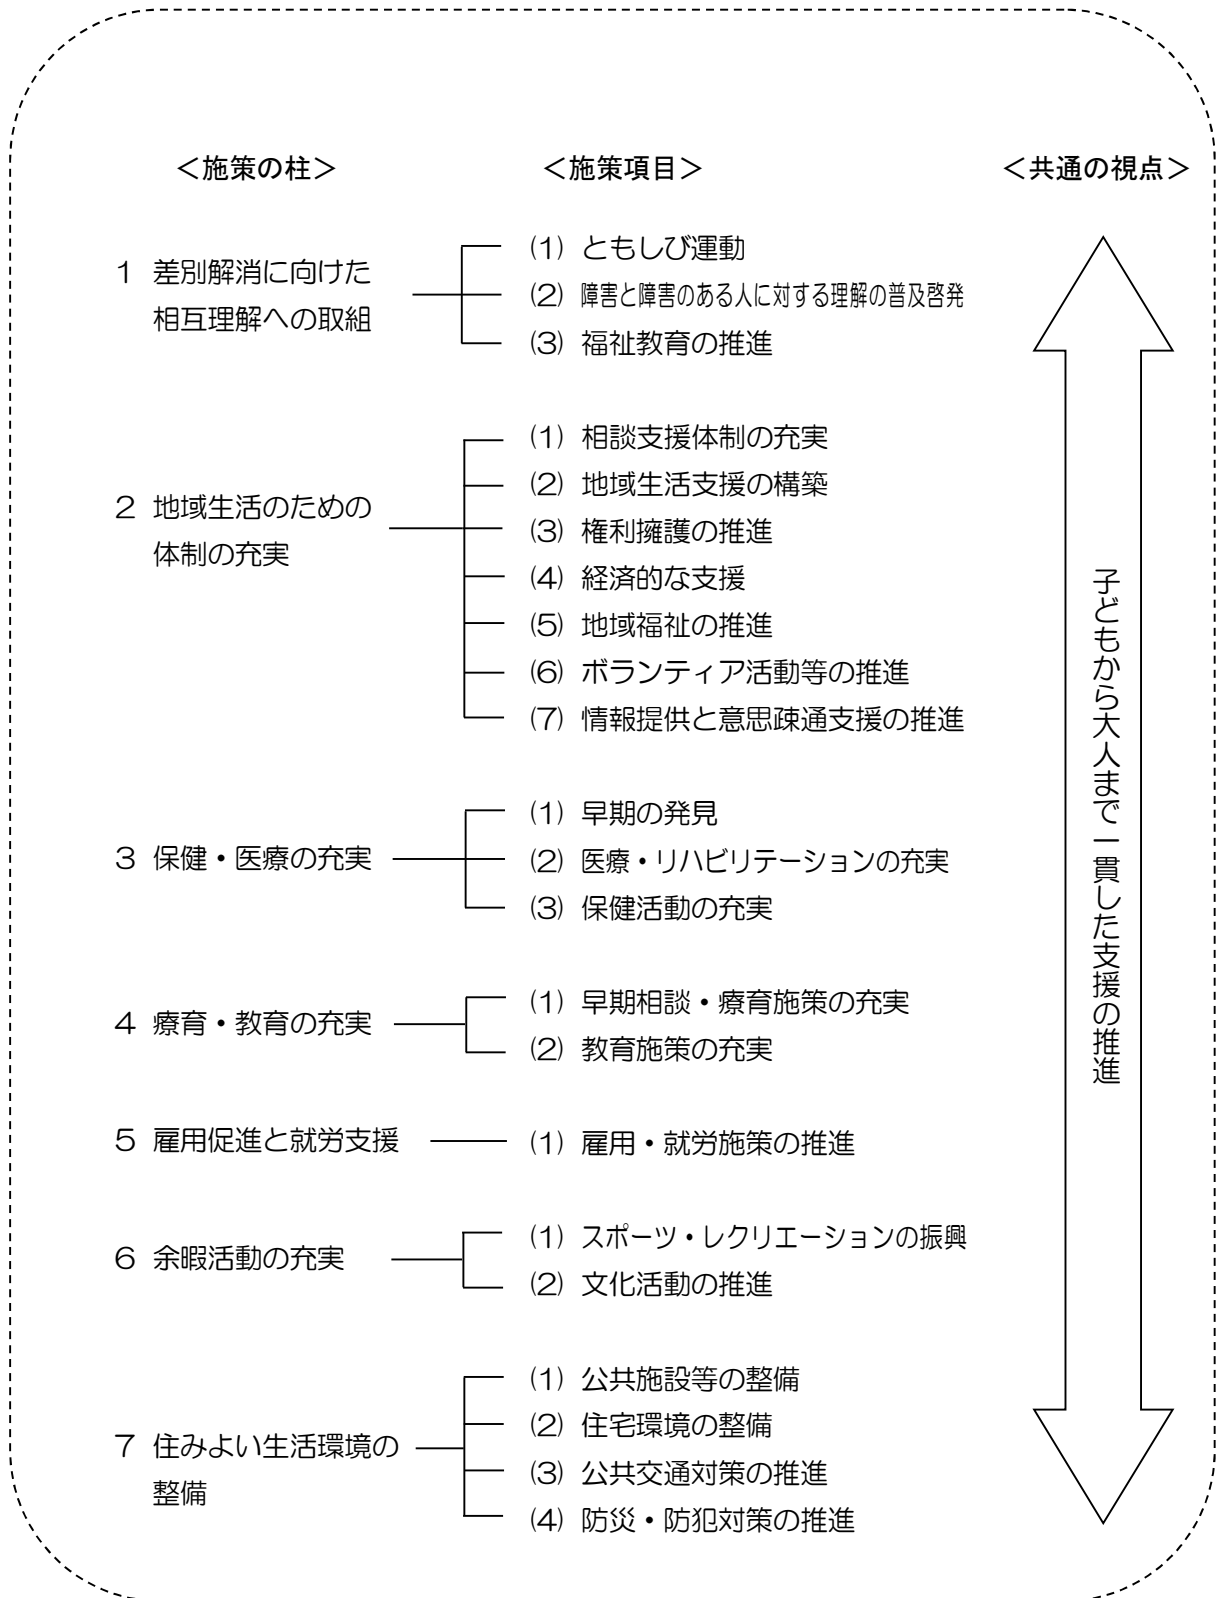 ＜施策の柱＞
＜施策項目＞
＜共通の視点＞
1 差別解消に向けた
相互理解への取組
(1) ともしび運動
(2) 障害と障害のある人に対する理解の普及啓発
(3) 福祉教育の推進
2 地域生活のための
体制の充実
(1) 相談支援体制の充実
(2) 地域生活支援の構築
(3) 権利擁護の推進
(4) 経済的な支援
(5) 地域福祉の推進
(6) ボランティア活動等の推進
(7) 情報提供と意思疎通支援の推進
3 保健・医療の充実
(1) 早期の発見
(2) 医療・リハビリテーションの充実
(3) 保健活動の充実
4 療育・教育の充実
(1) 早期相談・療育施策の充実
(2) 教育施策の充実
5 雇用促進と就労支援
(1) 雇用・就労施策の推進
6 余暇活動の充実
(1) スポーツ・レクリエーションの振興
(2) 文化活動の推進
7 住みよい生活環境の
整備
(1) 公共施設等の整備
(2) 住宅環境の整備
(3) 公共交通対策の推進
(4) 防災・防犯対策の推進
子どもから大人まで一貫した支援の推進